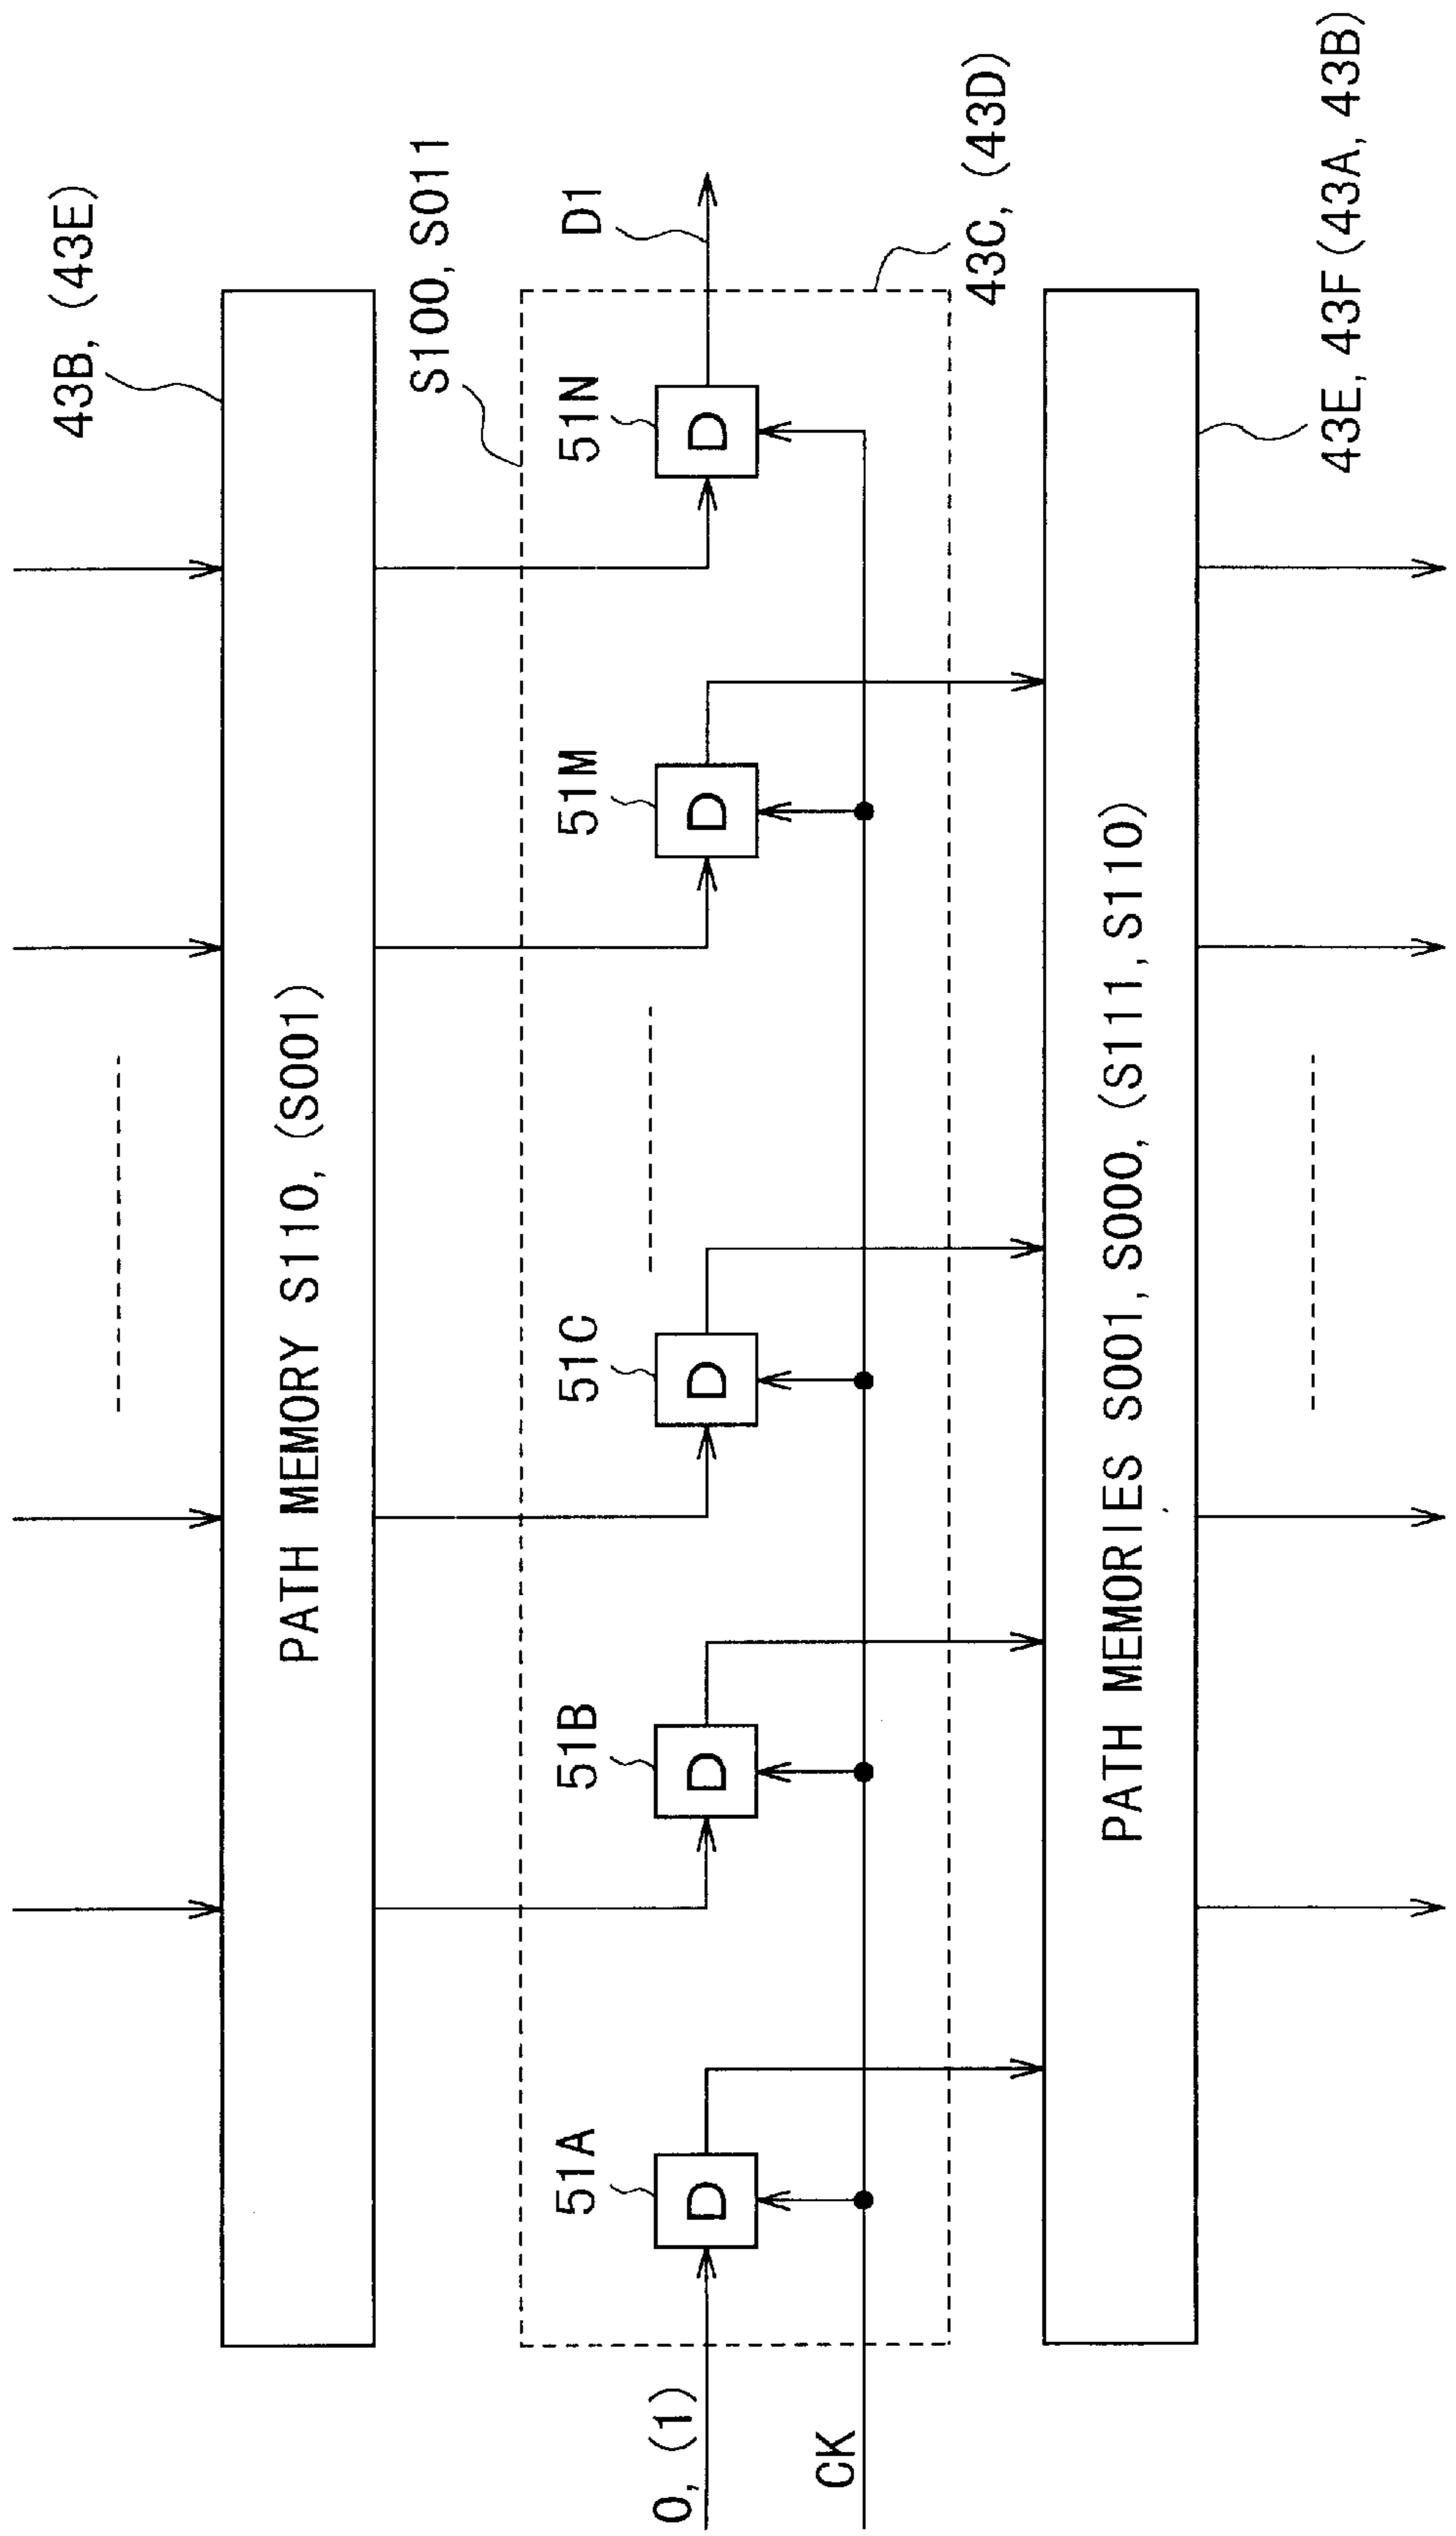 43B, (43E)
PATH MEMORY S110, (S001)
S100, S011
0, (1)
51A
D
51B
D
51C
D
51M
D
51N
D
D1
CK
43C, (43D)
PATH MEMORIES S001, S000, (S111, S110)
43E, 43F (43A, 43B)